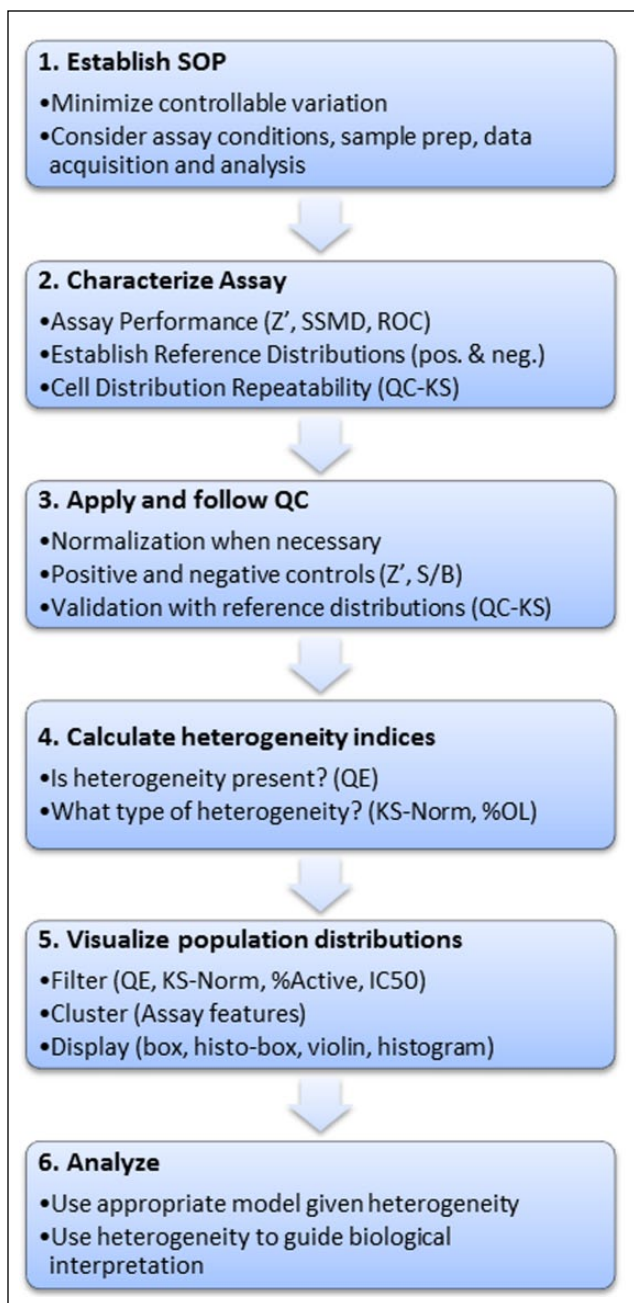 1. Establish SOP
•Minimize controllable variation
•Consider assay conditions, sample prep, data
acquisition and analysis
2. Characterize Assay
•Assay Performance (Z’, SSMD, ROC)
•Establish Reference Distributions (pos. & neg.)
•Cell Distribution Repeatability (QC-KS)
3. Apply and follow QC
•Normalization when necessary
•Positive and negative controls (Z’, S/B)
•Validation with reference distributions (QC-KS)
4. Calculate heterogeneity indices
•Is heterogeneity present? (QE)
•What type of heterogeneity? (KS-Norm, %OL)
5. Visualize population distributions
•Filter (QE, KS-Norm, %Active, IC50)
•Cluster (Assay features)
•Display (box, histo-box, violin, histogram)
6. Analyze
•Use appropriate model given heterogeneity
•Use heterogeneity to guide biological
interpretation